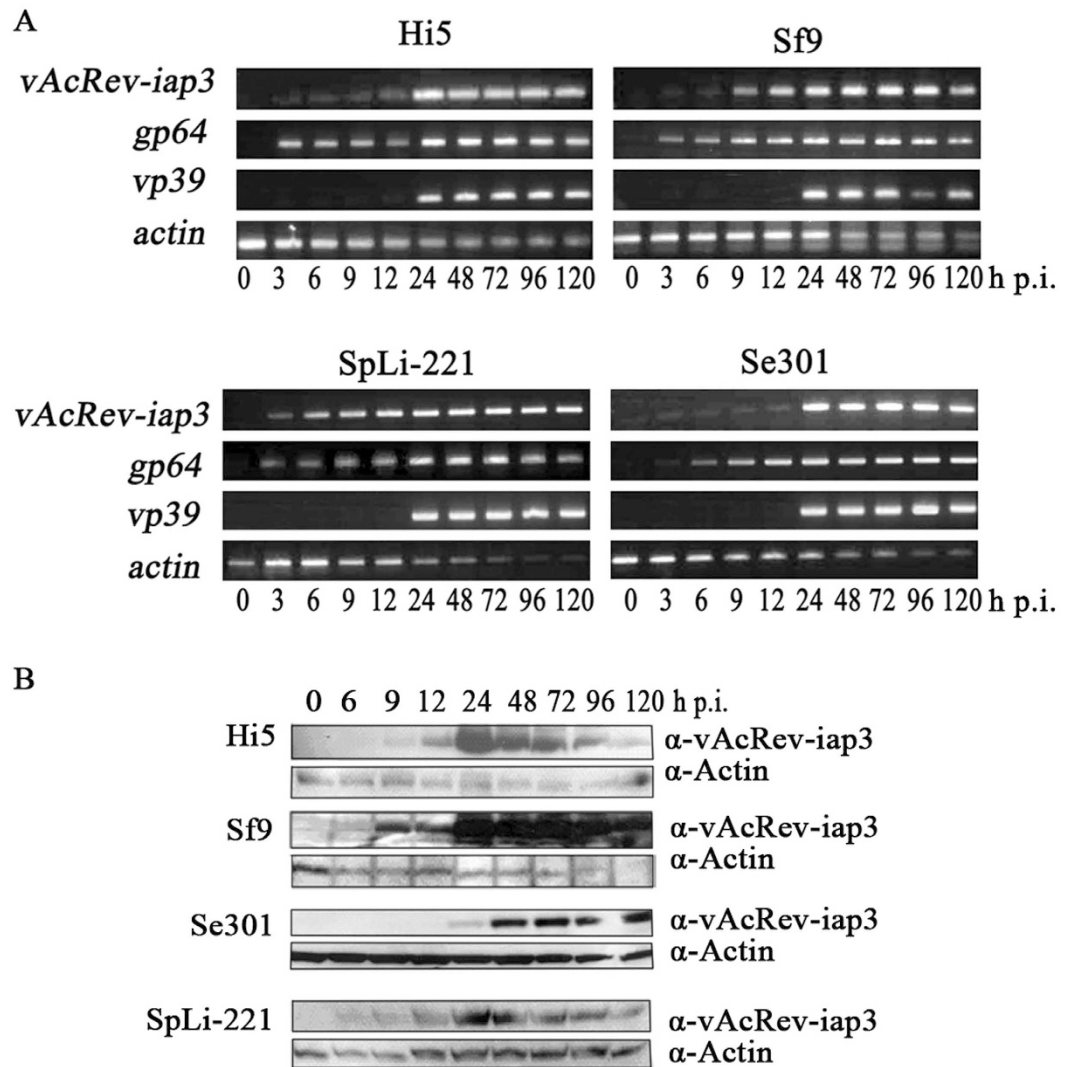 A
Hi5 Sf9
vAcRev-iap3
gp64
vp39
actin
0 3 6 9 12 24 48 72 96 120 0 3 6 9 12 24 48 72 96 120 h p.i.
SpLi-221 Se301
vAcRev-iap3
gp64
vp39
actin
0 3 6 9 12 24 48 72 96 120 0 3 6 9 12 24 48 72 96 120 h p.i.
B
0 6 9 12 24 48 72 96 120 h p.i.
Hi5 α-vAcRev-iap3
α-Actin
Sf9 α-vAcRev-iap3
α-Actin
Se301 α-vAcRev-iap3
α-Actin
SpLi-221 α-vAcRev-iap3
α-Actin